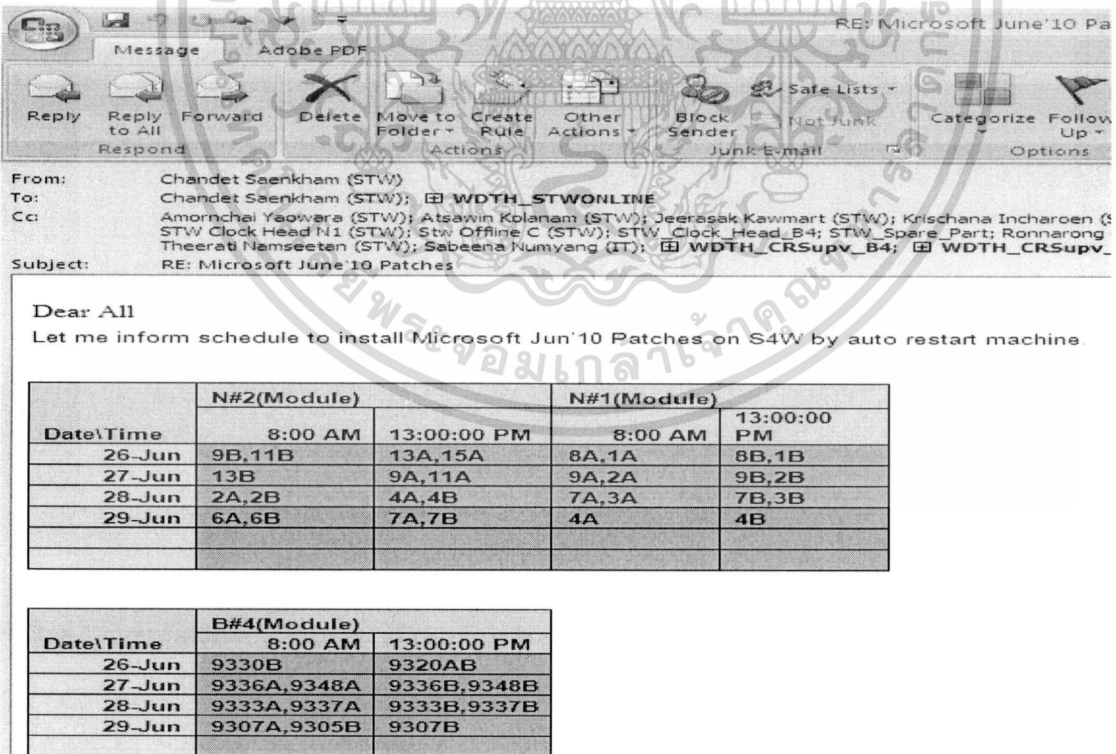 RE: Microsoft June'10 Pa
Message Adobe PDF
Reply Reply to All Forward Delete Move to Folder Create Rule Other Actions Block Sender Safe Lists Not Junk Categorize Follow Up
Respond Actions Junk E-mail Options
From: Chandet Saenkham (STW)
To: Chandet Saenkham (STW); WDTH_STWONLINE
Cc: Amornchai Yaowara (STW); Atsawin Kolanam (STW); Jeerasak Kawmart (STW); Krischana Incharoen (S
STW Clock Head N1 (STW); Stw Offline C (STW); STW_Clock_Head_B4; STW_Spare_Part; Ronnarong
Theerati Namseetan (STW); Sabeena Numyang (IT); WDTH_CRSupv_B4; WDTH_CRSupv_
Subject: RE: Microsoft June'10 Patches
Dear All
Let me inform schedule to install Microsoft Jun'10 Patches on S4W by auto restart machine.
N#2(Module) N#1(Module)
Date\Time 8:00 AM 13:00:00 PM 8:00 AM 13:00:00 PM
26-Jun 9B,11B 13A,15A 8A,1A 8B,1B
27-Jun 13B 9A,11A 9A,2A 9B,2B
28-Jun 2A,2B 4A,4B 7A,3A 7B,3B
29-Jun 6A,6B 7A,7B 4A 4B
B#4(Module)
Date\Time 8:00 AM 13:00:00 PM
26-Jun 9330B 9320AB
27-Jun 9336A,9348A 9336B,9348B
28-Jun 9333A,9337A 9333B,9337B
29-Jun 9307A,9305B 9307B